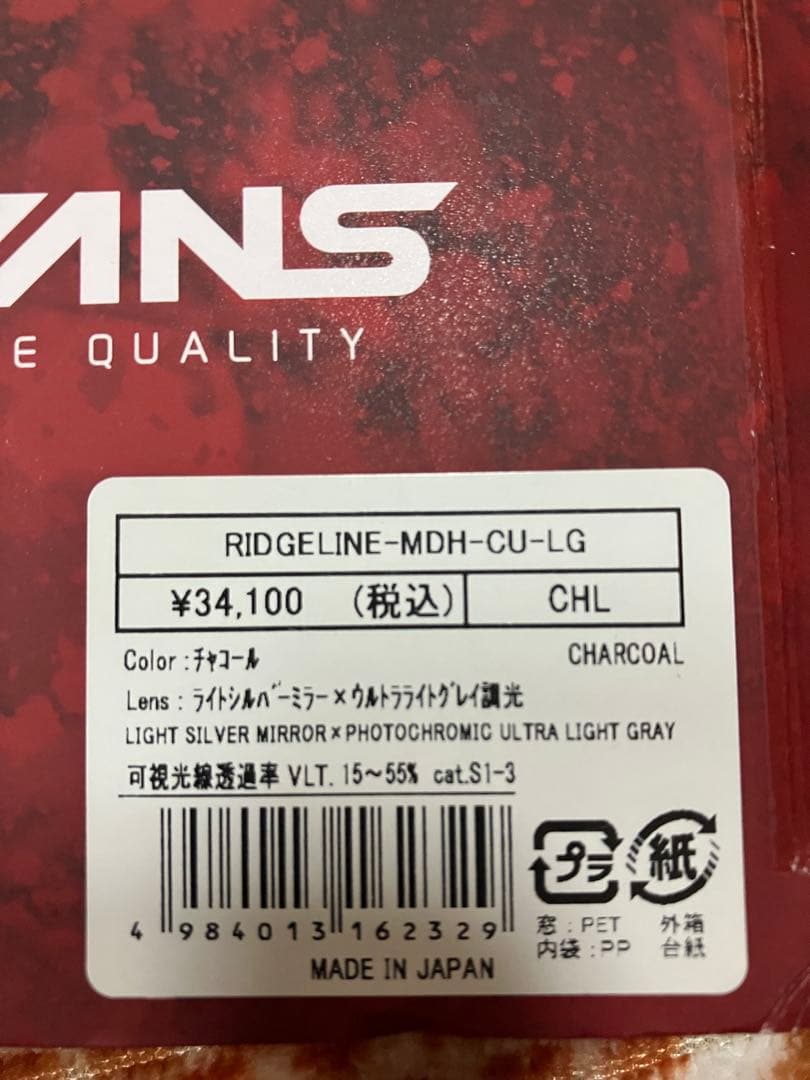 ANS
E QUALITY
RIDGELINE-MDH-CU-LG
¥34,100 (税込) CHL
Color:ﾁｬｺｰﾙ CHARCOAL
Lens:ﾗｲﾄｼﾙﾊﾞｰﾐﾗｰ×ｳﾙﾄﾗﾗｲﾄｸﾞﾚｲ調光
LIGHT SILVER MIRROR×PHOTOCHROMIC ULTRA LIGHT GRAY
可視光線透過率 VLT. 15~55% cat.S1-3
4 984013 162329
MADE IN JAPAN
プラ
紙
窓:PET
内袋:PP
外箱
台紙